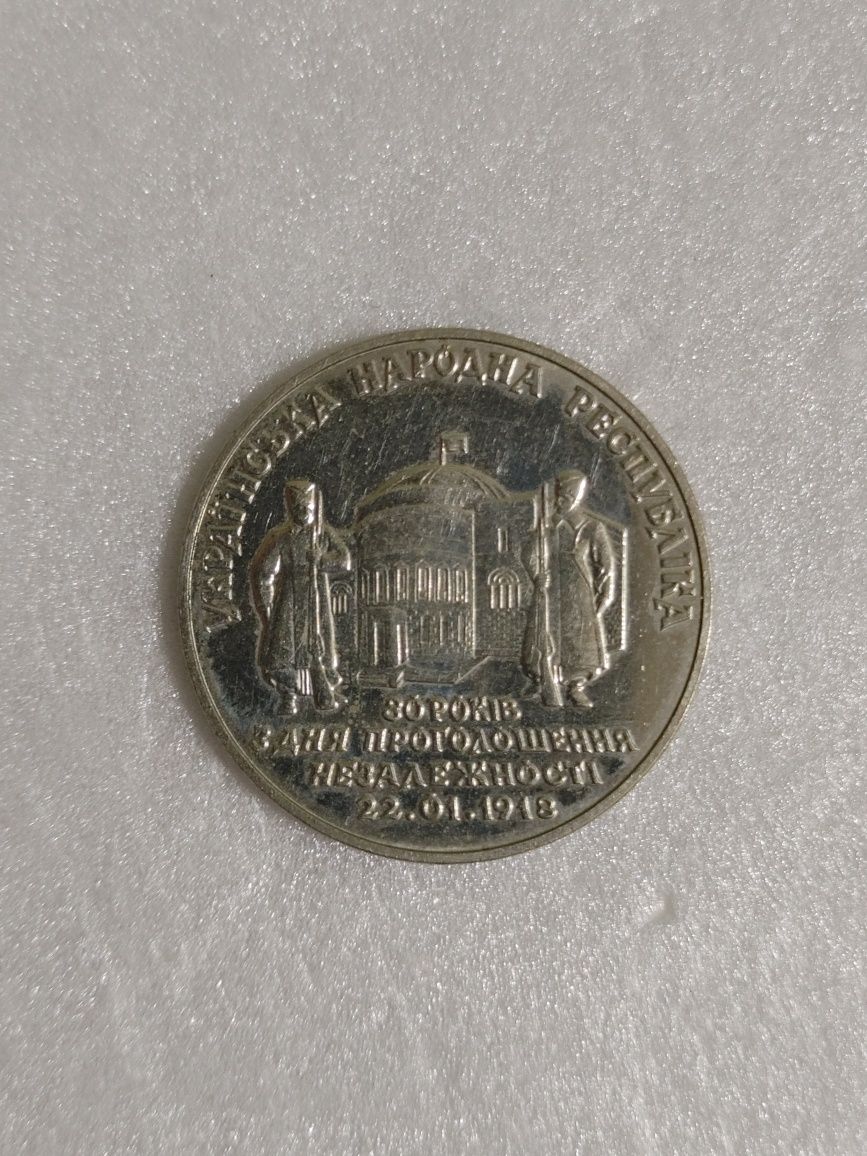 УКРАЇНСЬКА НАРОДНА РЕСПУБЛІКА
80 РОКІВ
З ДНЯ ПРОГОЛОШЕННЯ
НЕЗАЛЕЖНОСТІ
22.01.1918